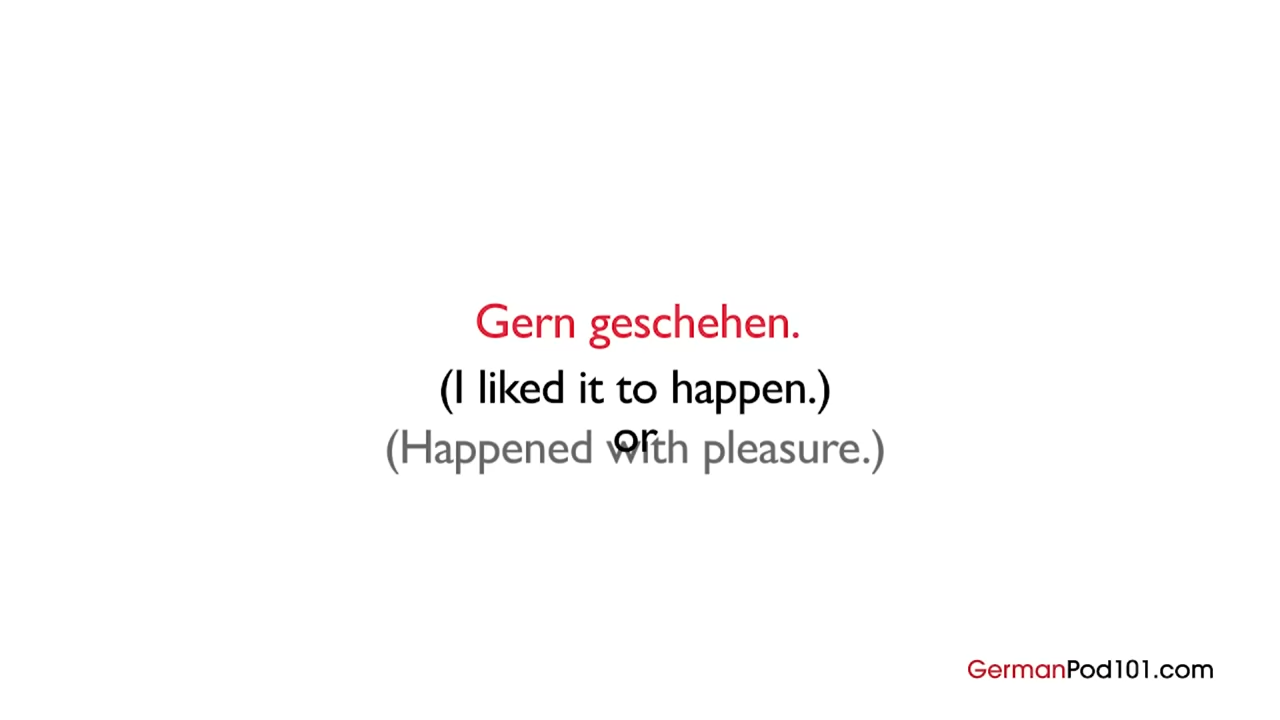 Gern geschehen.
(I liked it to happen.)
or
(Happened with pleasure.)
GermanPod101.com